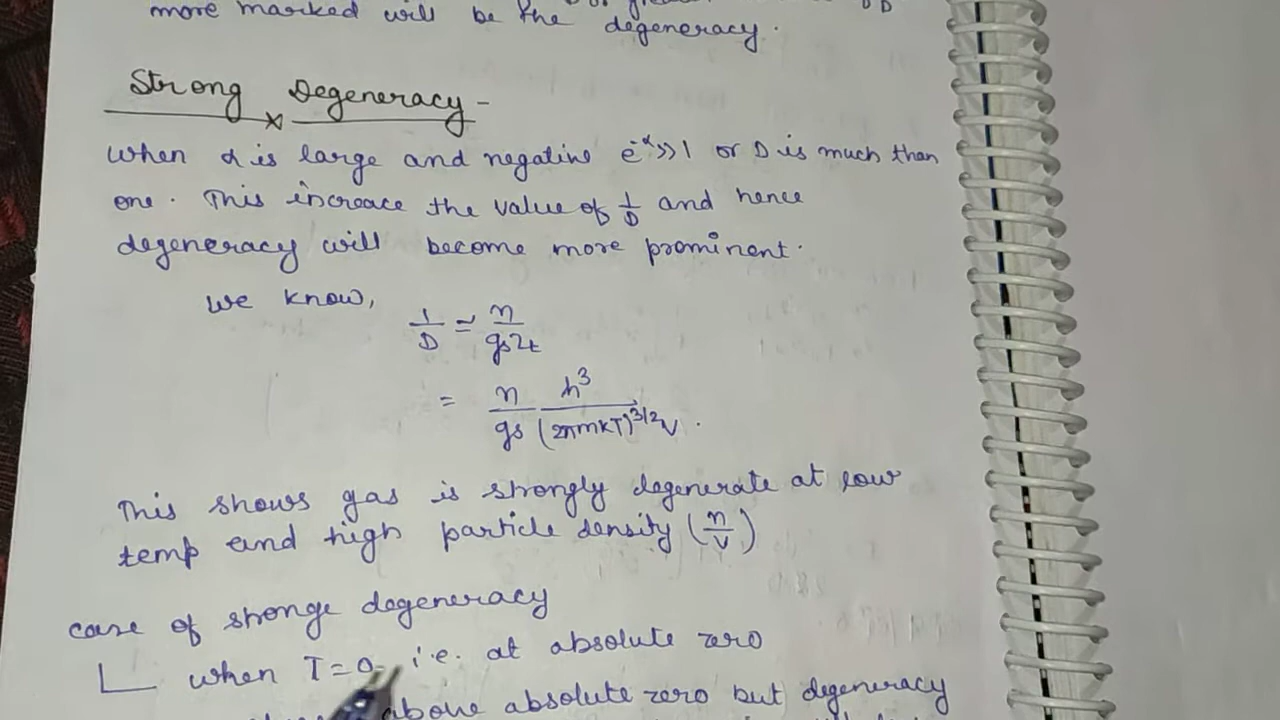 more marked will be the degeneracy.
Strong Degeneracy -
when α is large and negative e^-α >> 1 or D is much than
one. This increace the value of 1/D and hence
degeneracy will become more prominent.
we know,
1/D ≃ n/gsZt
= n/gs h^3/(2πmkT)^3/2 V .
This shows gas is strongly degenerate at low
temp and high particle density (n/v)
case of stronge degeneracy
when T=0 i.e. at absolute zero
above absolute zero but degeneracy